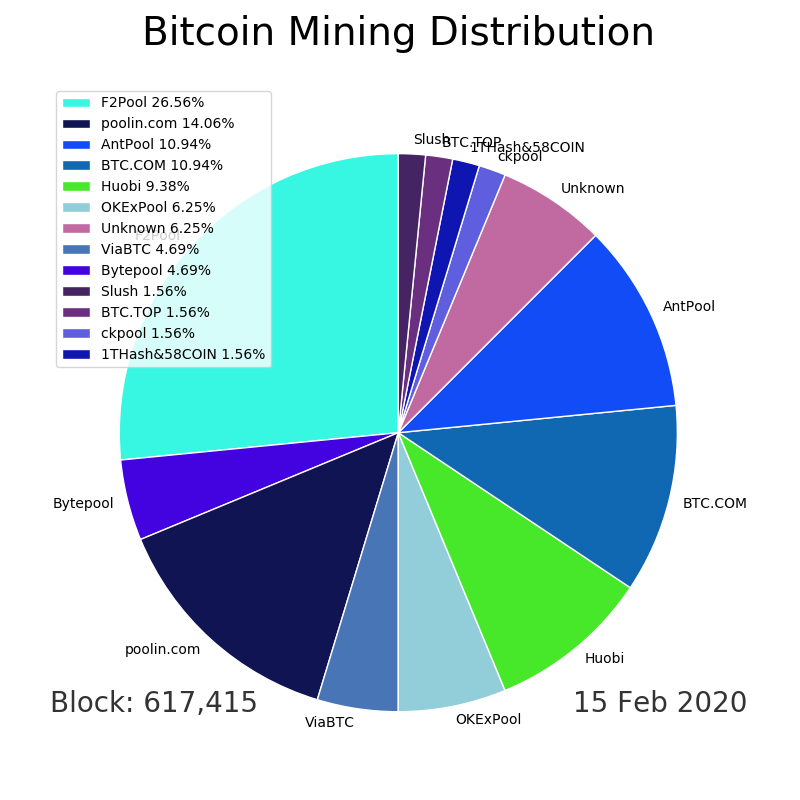 Bitcoin Mining Distribution
F2Pool 26.56%
poolin.com 14.06%
AntPool 10.94%
BTC.COM 10.94%
Huobi 9.38%
OKExPool 6.25%
Unknown 6.25%
ViaBTC 4.69%
Bytepool 4.69%
Slush 1.56%
BTC.TOP 1.56%
ckpool 1.56%
1THash&58COIN 1.56%
F2Pool
Slush
BTC.TOP
1THash&58COIN
ckpool
Unknown
AntPool
BTC.COM
Huobi
OKExPool
ViaBTC
poolin.com
Bytepool
Block: 617,415
15 Feb 2020